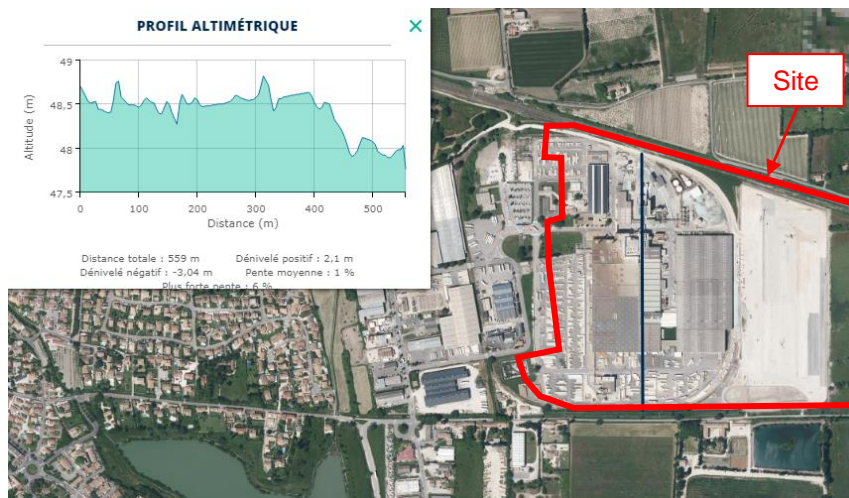 PROFIL ALTIMÉTRIQUE
×
49
48,5
48
47,5
Altitude (m)
0 100 200 300 400 500
Distance (m)
Distance totale : 559 m Dénivelé positif : 2,1 m
Dénivelé négatif : -3,04 m Pente moyenne : 1 %
Plus forte pente : 6 %
Site